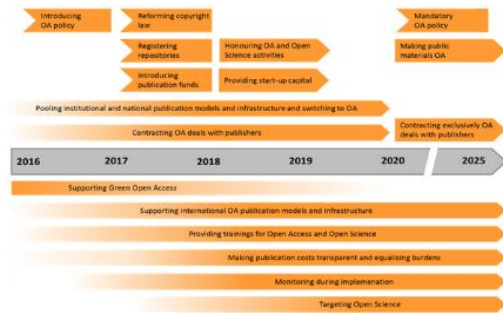 Introducing
OA policy
Reforming copyright
law
Mandatory
OA policy
Registering
repositories
Honouring OA and Open
Science activities
Making public
materials OA
Introducing
publication funds
Providing start-up capital
Pooling institutional and national publication models and infrastructure and switching to OA
Contracting OA deals with publishers
Contracting exclusively OA
deals with publishers
2016 2017 2018 2019 2020 2025
Supporting Green Open Access
Supporting international OA publication models and infrastructure
Providing trainings for Open Access and Open Science
Making publication costs transparent and equalising burdens
Monitoring during implemenation
Targeting Open Science